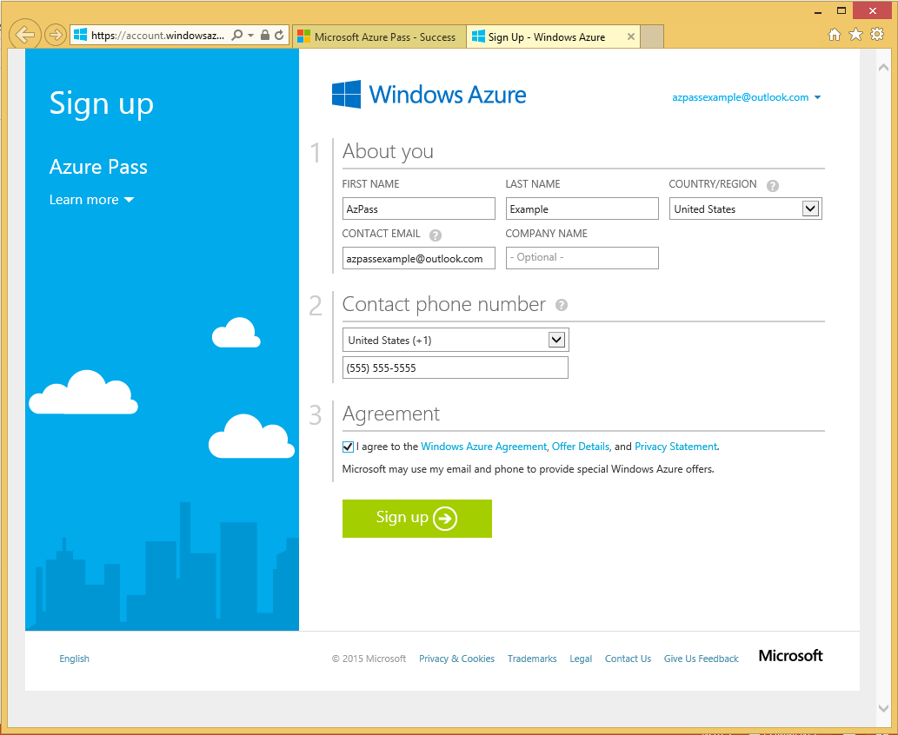 https://account.windowsaz...
Microsoft Azure Pass - Success
Sign Up - Windows Azure
Sign up
Azure Pass
Learn more
Windows Azure
azpassexample@outlook.com
1 About you
FIRST NAME LAST NAME COUNTRY/REGION ?
AzPass Example United States
CONTACT EMAIL ? COMPANY NAME
azpassexample@outlook.com - Optional -
2 Contact phone number ?
United States (+1)
(555) 555-5555
3 Agreement
I agree to the Windows Azure Agreement, Offer Details, and Privacy Statement.
Microsoft may use my email and phone to provide special Windows Azure offers.
Sign up
English © 2015 Microsoft Privacy & Cookies Trademarks Legal Contact Us Give Us Feedback Microsoft